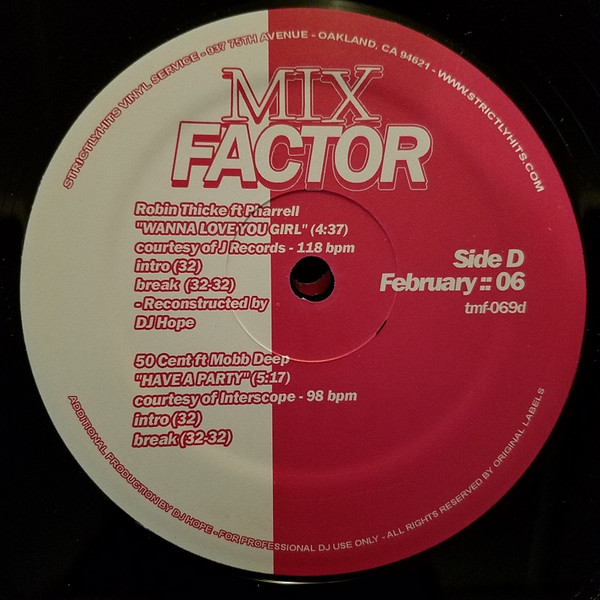 STRICTLYHITS VINYL SERVICE - 937 75TH AVENUE - OAKLAND, CA 94621 - WWW.STRICTLYHITS.COM
MIX
FACTOR
Robin Thicke ft Pharrell
"WANNA LOVE YOU GIRL" (4:37)
courtesy of J Records - 118 bpm
intro (32)
break (32-32)
- Reconstructed by
DJ Hope
Side D
February :: 06
tmf-069d
50 Cent ft Mobb Deep
"HAVE A PARTY" (5:17)
courtesy of Interscope - 98 bpm
intro (32)
break (32-32)
ADDITIONAL PRODUCTION BY DJ HOPE - FOR PROFESSIONAL DJ USE ONLY - ALL RIGHTS RESERVED BY ORIGINAL LABELS